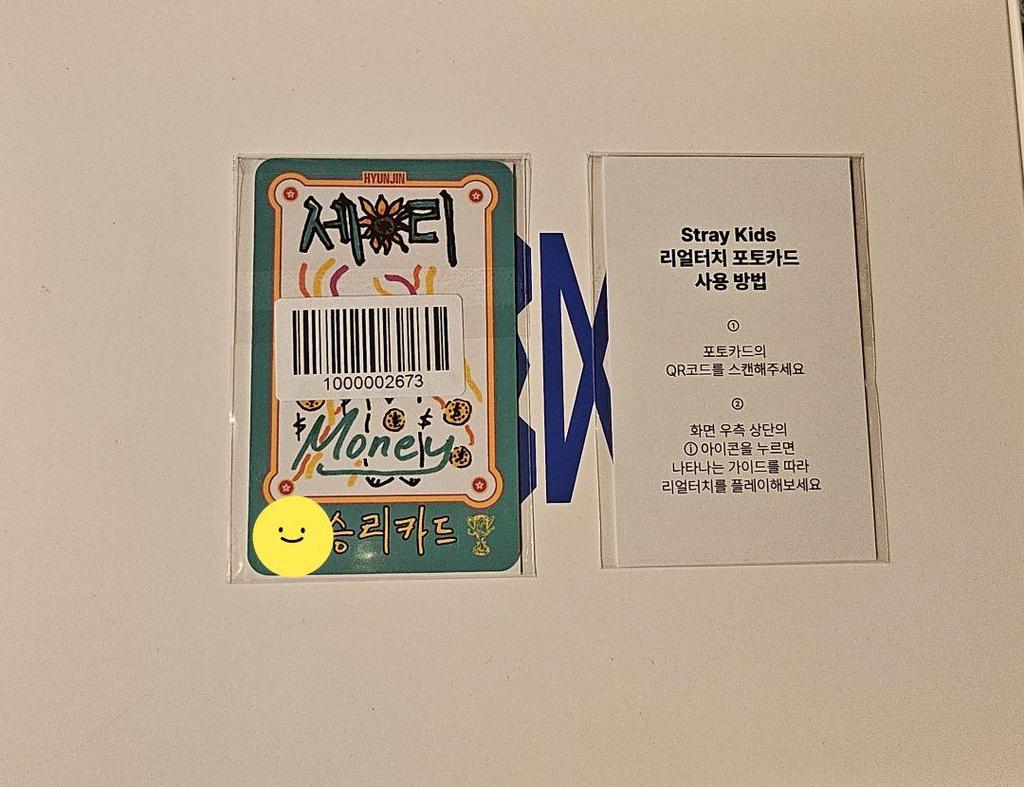 HYUNJIN
세리
1000002673
$ $
Money
승리카드
Stray Kids
리얼터치 포토카드
사용 방법
①
포토카드의
QR코드를 스캔해주세요
②
화면 우측 상단의
ⓘ 아이콘을 누르면
나타나는 가이드를 따라
리얼터치를 플레이해보세요